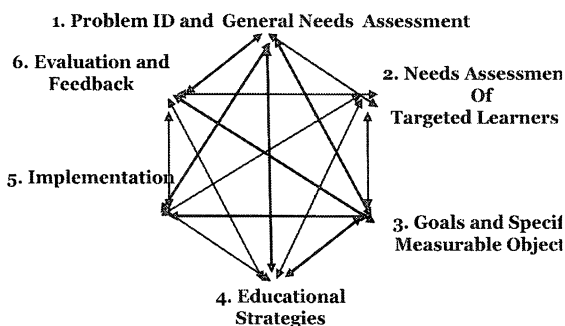 1. Problem ID and General Needs Assessment
6. Evaluation and
Feedback
2. Needs Assessmen
Of
Targeted Learners
5. Implementation
3. Goals and Specif
Measurable Object
4. Educational
Strategies